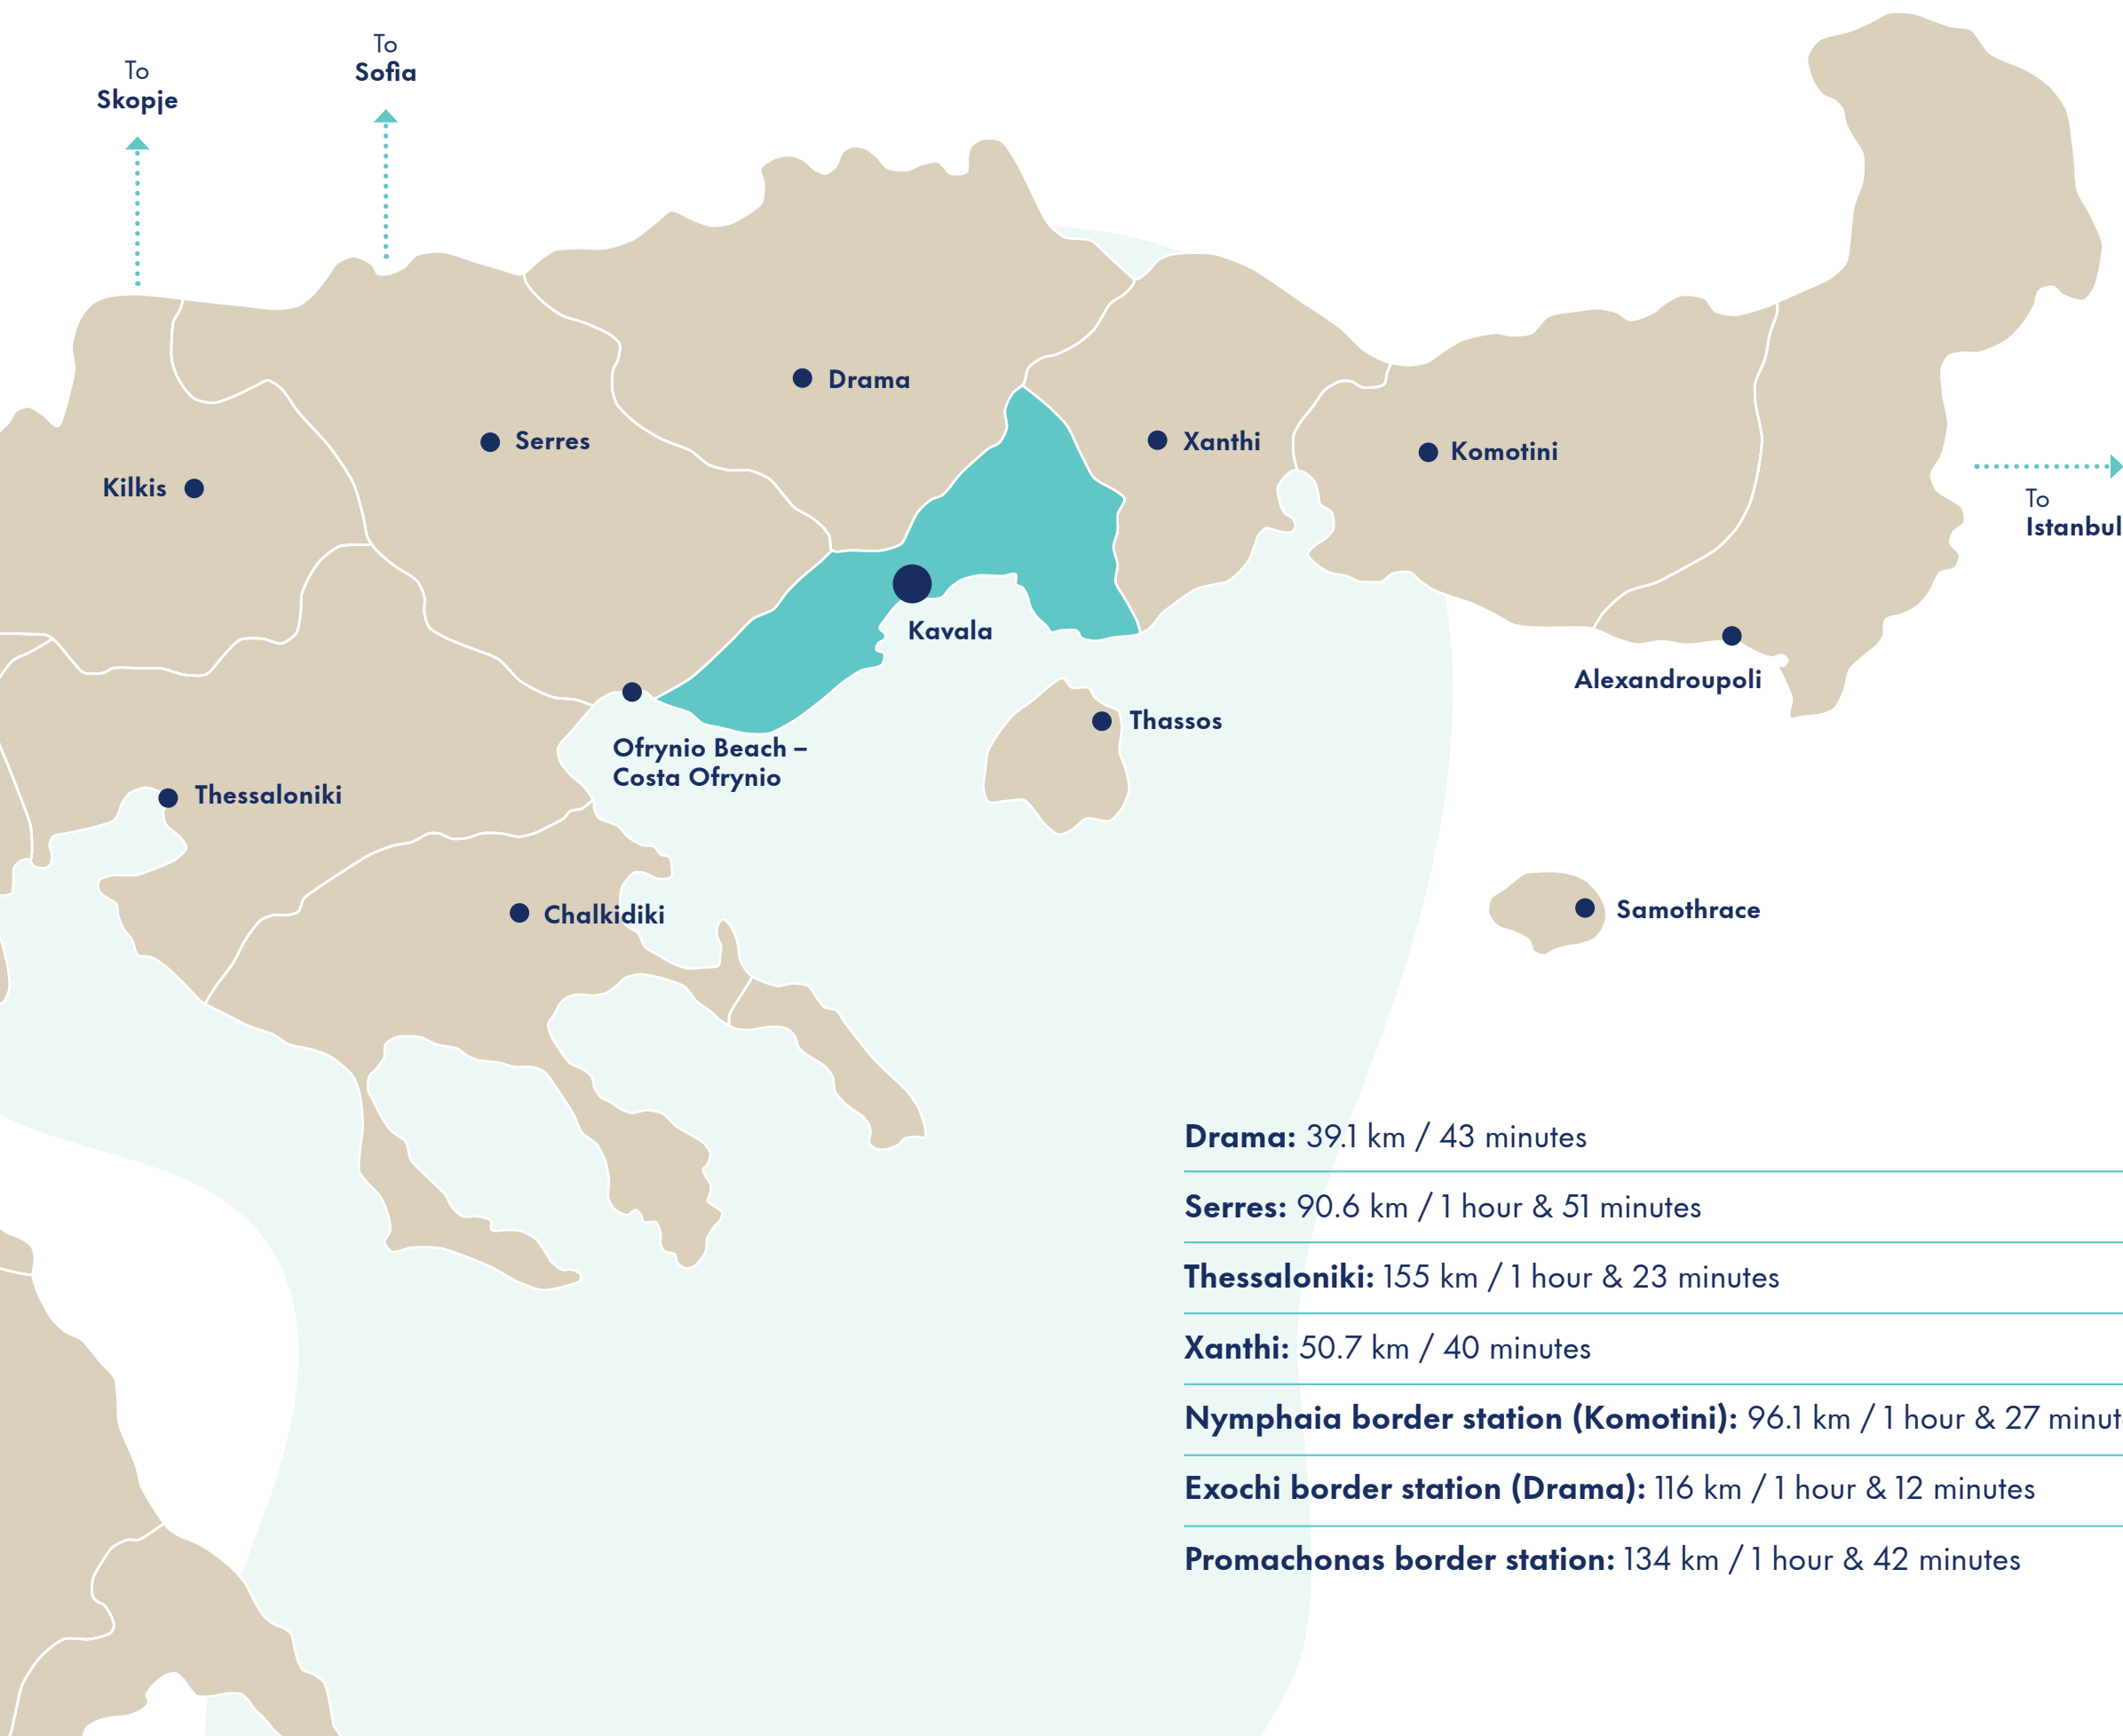 To
Skopje
To
Sofia
Drama
Serres
Xanthi
Komotini
Kilkis
To
Istanbul
Kavala
Alexandroupoli
Thassos
Ofrynio Beach –
Costa Ofrynio
Thessaloniki
Chalkidiki
Samothrace
Drama: 39.1 km / 43 minutes
Serres: 90.6 km / 1 hour & 51 minutes
Thessaloniki: 155 km / 1 hour & 23 minutes
Xanthi: 50.7 km / 40 minutes
Nymphaia border station (Komotini): 96.1 km / 1 hour & 27 minut
Exochi border station (Drama): 116 km / 1 hour & 12 minutes
Promachonas border station: 134 km / 1 hour & 42 minutes